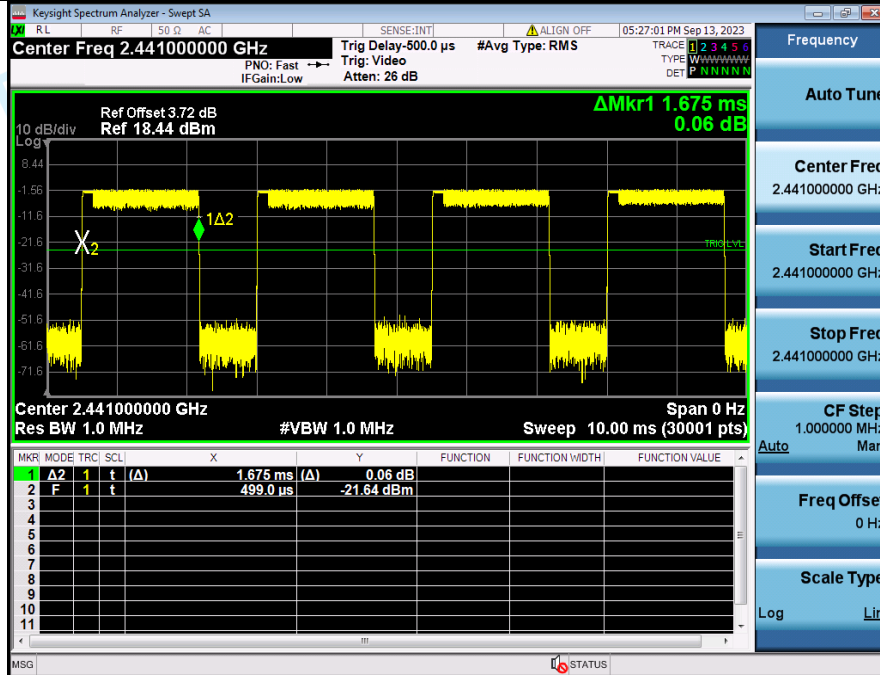 Keysight Spectrum Analyzer - Swept SA
LXI RL RF 50 Ω AC SENSE:INT ALIGN OFF 05:27:01 PM Sep 13, 2023
Center Freq 2.441000000 GHz Trig Delay-500.0 µs #Avg Type: RMS TRACE 1 2 3 4 5 6
PNO: Fast Trig: Video TYPE WWWWWW
IFGain:Low Atten: 26 dB DET P N N N N N
ΔMkr1 1.675 ms
0.06 dB
Ref Offset 3.72 dB
10 dB/div Ref 18.44 dBm
Log
8.44
-1.56
-11.6
-21.6
-31.6
-41.6
-51.6
-61.6
-71.6
1Δ2
X2
TRIG LVL
Center 2.441000000 GHz Span 0 Hz
Res BW 1.0 MHz #VBW 1.0 MHz Sweep 10.00 ms (30001 pts)
MKR MODE TRC SCL X Y FUNCTION FUNCTION WIDTH FUNCTION VALUE
1 Δ2 1 t (Δ) 1.675 ms (Δ) 0.06 dB
2 F 1 t 499.0 µs -21.64 dBm
3
4
5
6
7
8
9
10
11
MSG STATUS
Frequency
Auto Tune
Center Freq
2.441000000 GHz
Start Freq
2.441000000 GHz
Stop Freq
2.441000000 GHz
CF Step
1.000000 MHz
Auto Man
Freq Offset
0 Hz
Scale Type
Log Lin